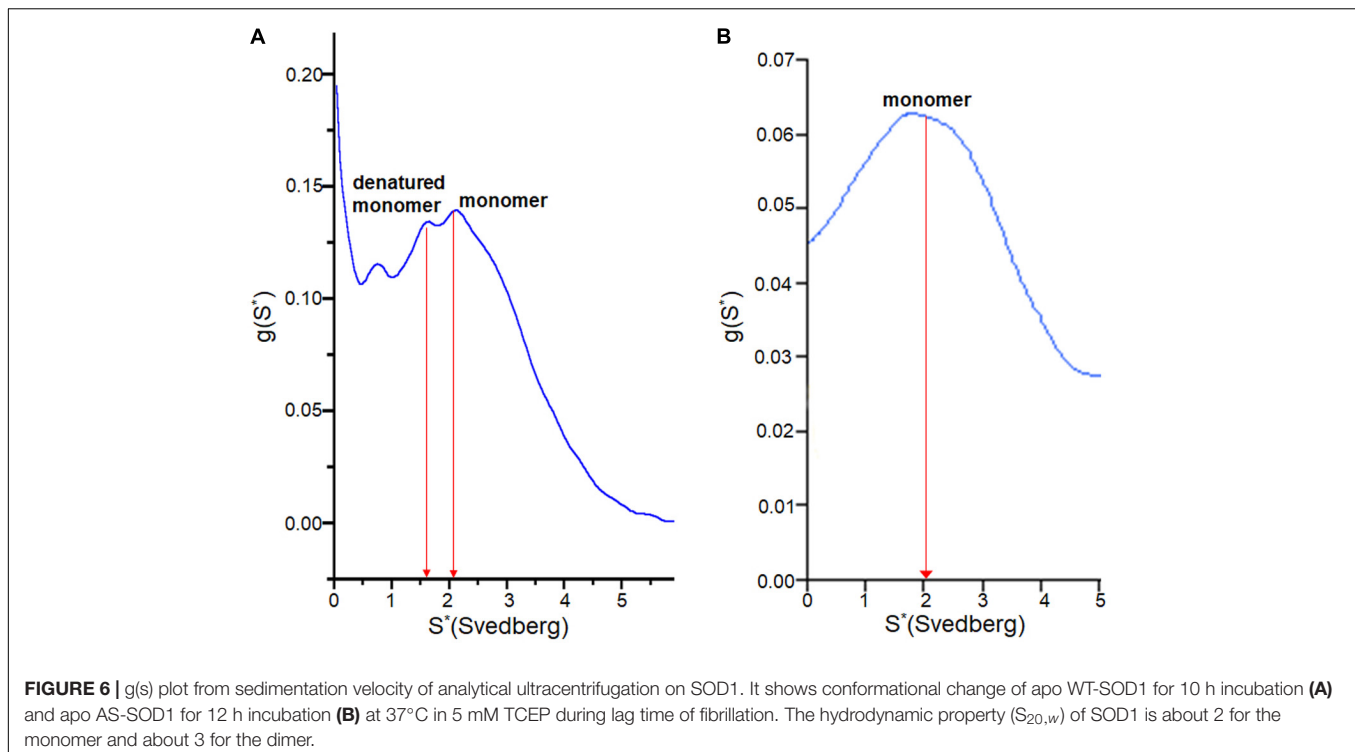 A
B
0.20
0.15
0.10
0.05
0.00
g(S*)
denatured
monomer
monomer
0 1 2 3 4 5
S*(Svedberg)
0.07
0.06
0.05
0.04
0.03
0.02
0.01
0.00
g(S*)
monomer
0 1 2 3 4 5
S*(Svedberg)
FIGURE 6 | g(s) plot from sedimentation velocity of analytical ultracentrifugation on SOD1. It shows conformational change of apo WT-SOD1 for 10 h incubation (A)
and apo AS-SOD1 for 12 h incubation (B) at 37°C in 5 mM TCEP during lag time of fibrillation. The hydrodynamic property (S20,w) of SOD1 is about 2 for the
monomer and about 3 for the dimer.